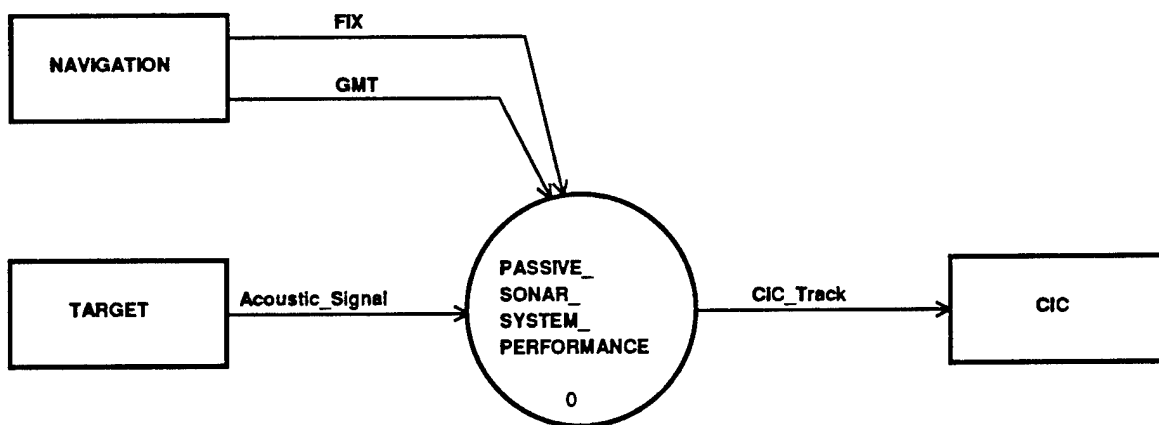 FIX
NAVIGATION
GMT
TARGET
Acoustic_Signal
PASSIVE_
SONAR_
SYSTEM_
PERFORMANCE
0
CIC_Track
CIC